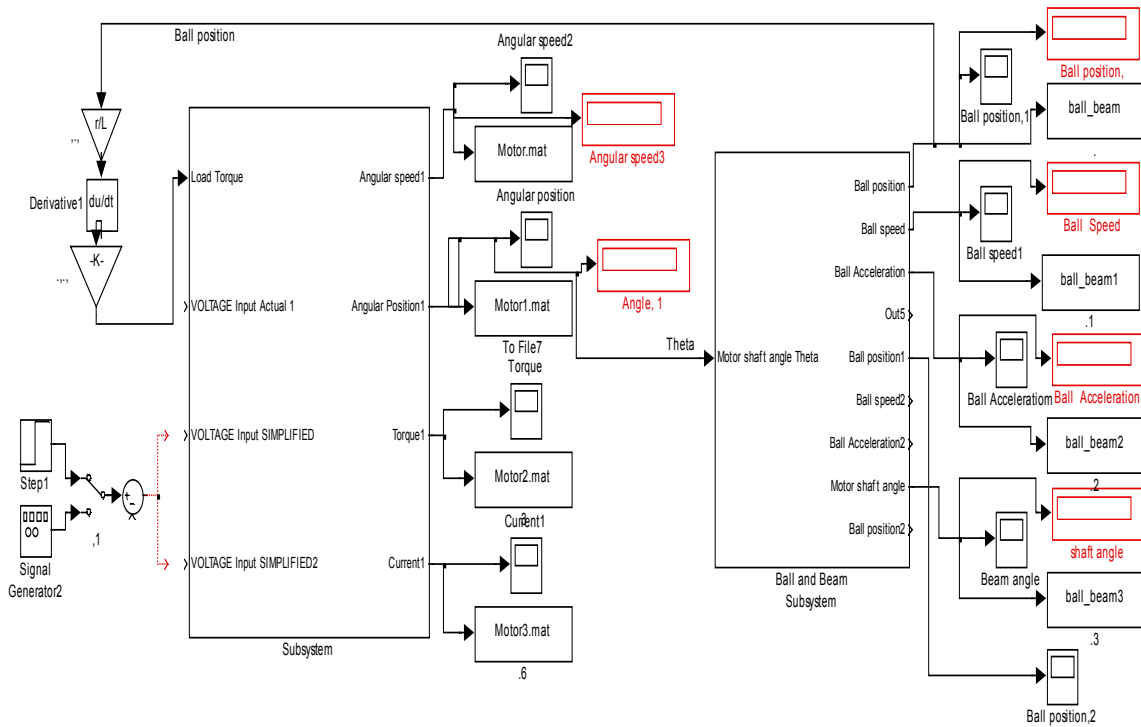 Ball position
r/L
,.,
Derivative1
du/dt
-K-
.,.,
Load Torque
VOLTAGE Input Actual 1
VOLTAGE Input SIMPLIFIED
VOLTAGE Input SIMPLIFIED2
Angular speed1
Angular Position1
Torque1
Current1
Subsystem
Step1
Signal
Generator2
,1
+
-
Angular speed2
Motor.mat
Angular speed3
Angular position
Motor1.mat
To File7
Angle, 1
Torque
Motor2.mat
Current1
Motor3.mat
.6
Theta
Motor shaft angle Theta
Ball position
Ball speed
Ball Acceleration
Out5
Ball position1
Ball speed2
Ball Acceleration2
Motor shaft angle
Ball position2
Ball and Beam
Subsystem
Ball position,
Ball position,1
ball_beam
.
Ball Speed
Ball speed1
ball_beam1
.1
Ball Acceleration
Ball Accelerationm
ball_beam2
.2
shaft angle
Beam angle
ball_beam3
.3
Ball position,2